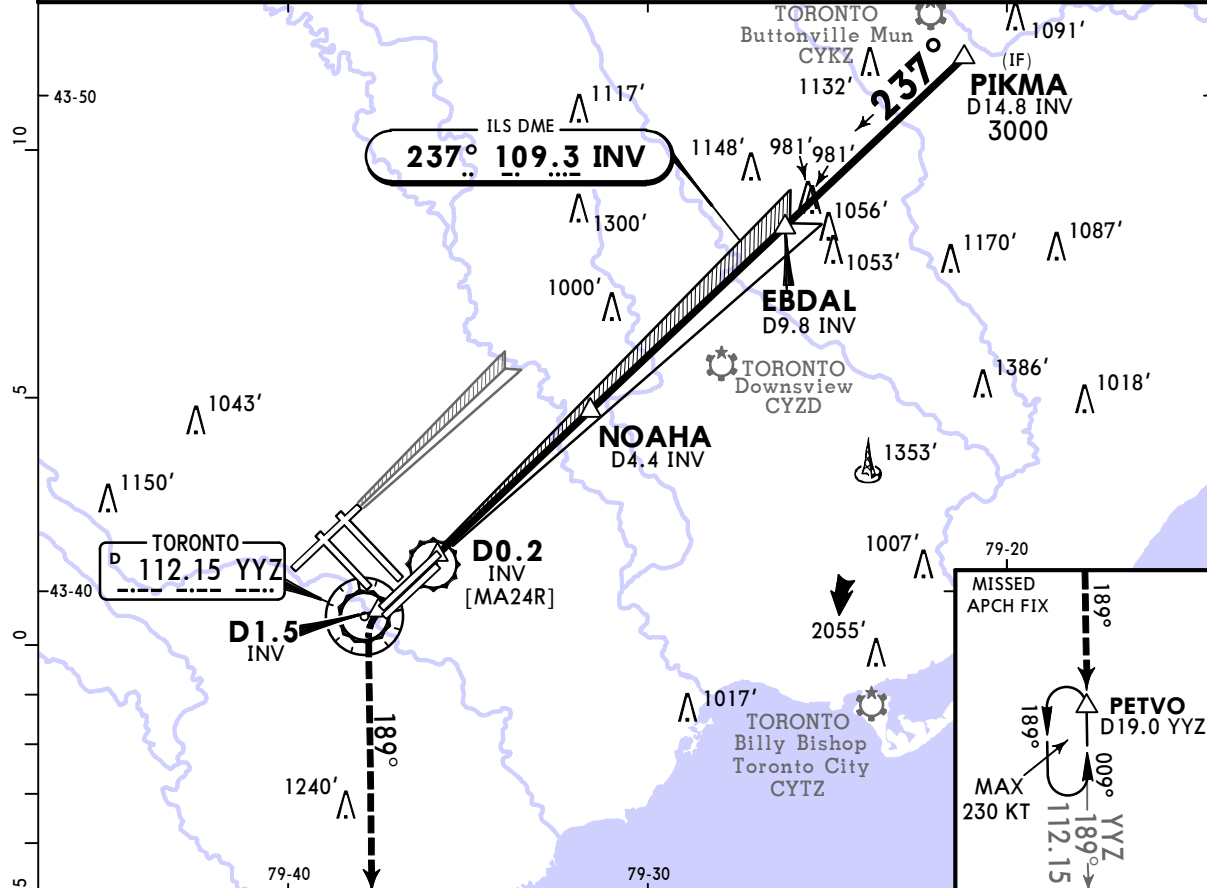 TORONTO
Buttonville Mun
CYKZ
1091'
(IF)
PIKMA
D14.8 INV
3000
237°
1132'
43-50
1117'
10
ILS DME
237° 109.3 INV
1148'
981'
981'
1300'
1056'
1053'
1170'
1087'
1000'
EBDAL
D9.8 INV
TORONTO
Downsview
CYZD
1386'
1018'
5
1043'
NOAHA
D4.4 INV
1353'
1150'
TORONTO
D 112.15 YYZ
D0.2
INV
[MA24R]
1007'
79-20
43-40
0
D1.5
INV
2055'
1017'
TORONTO
Billy Bishop
Toronto City
CYTZ
189°
1240'
79-40
79-30
5
MISSED
APCH FIX
189°
PETVO
D19.0 YYZ
189°
009°
MAX
230 KT
YYZ
189°
112.15